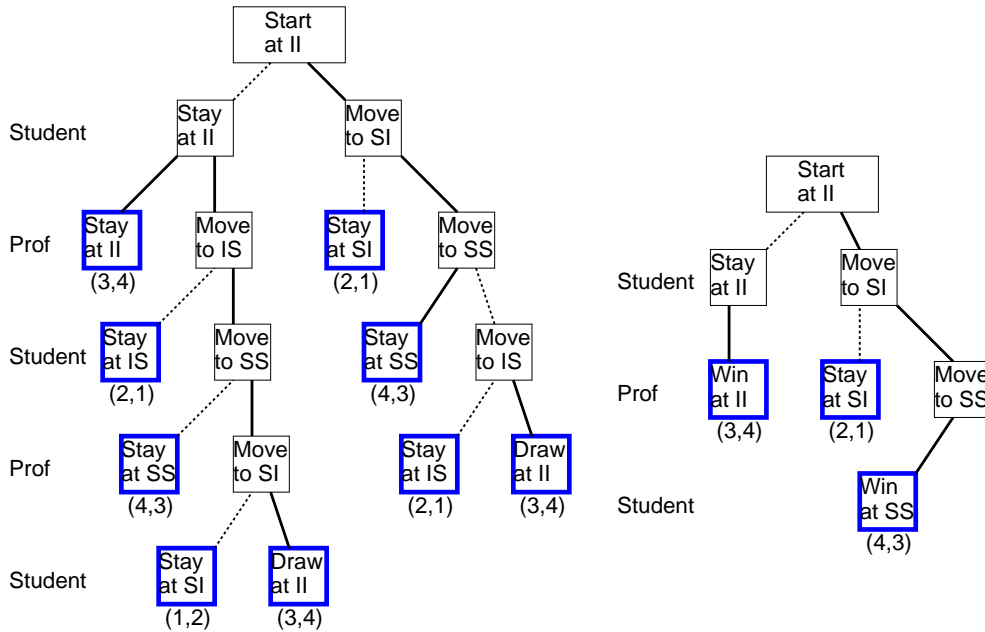 Start
at II
Student
Stay
at II
Move
to SI
Prof
Stay
at II
(3,4)
Move
to IS
Stay
at SI
(2,1)
Move
to SS
Student
Stay
at IS
(2,1)
Move
to SS
Stay
at SS
(4,3)
Move
to IS
Prof
Stay
at SS
(4,3)
Move
to SI
Stay
at IS
(2,1)
Draw
at II
(3,4)
Student
Stay
at SI
(1,2)
Draw
at II
(3,4)
Start
at II
Student
Stay
at II
Move
to SI
Prof
Win
at II
(3,4)
Stay
at SI
(2,1)
Move
to SS
Student
Win
at SS
(4,3)